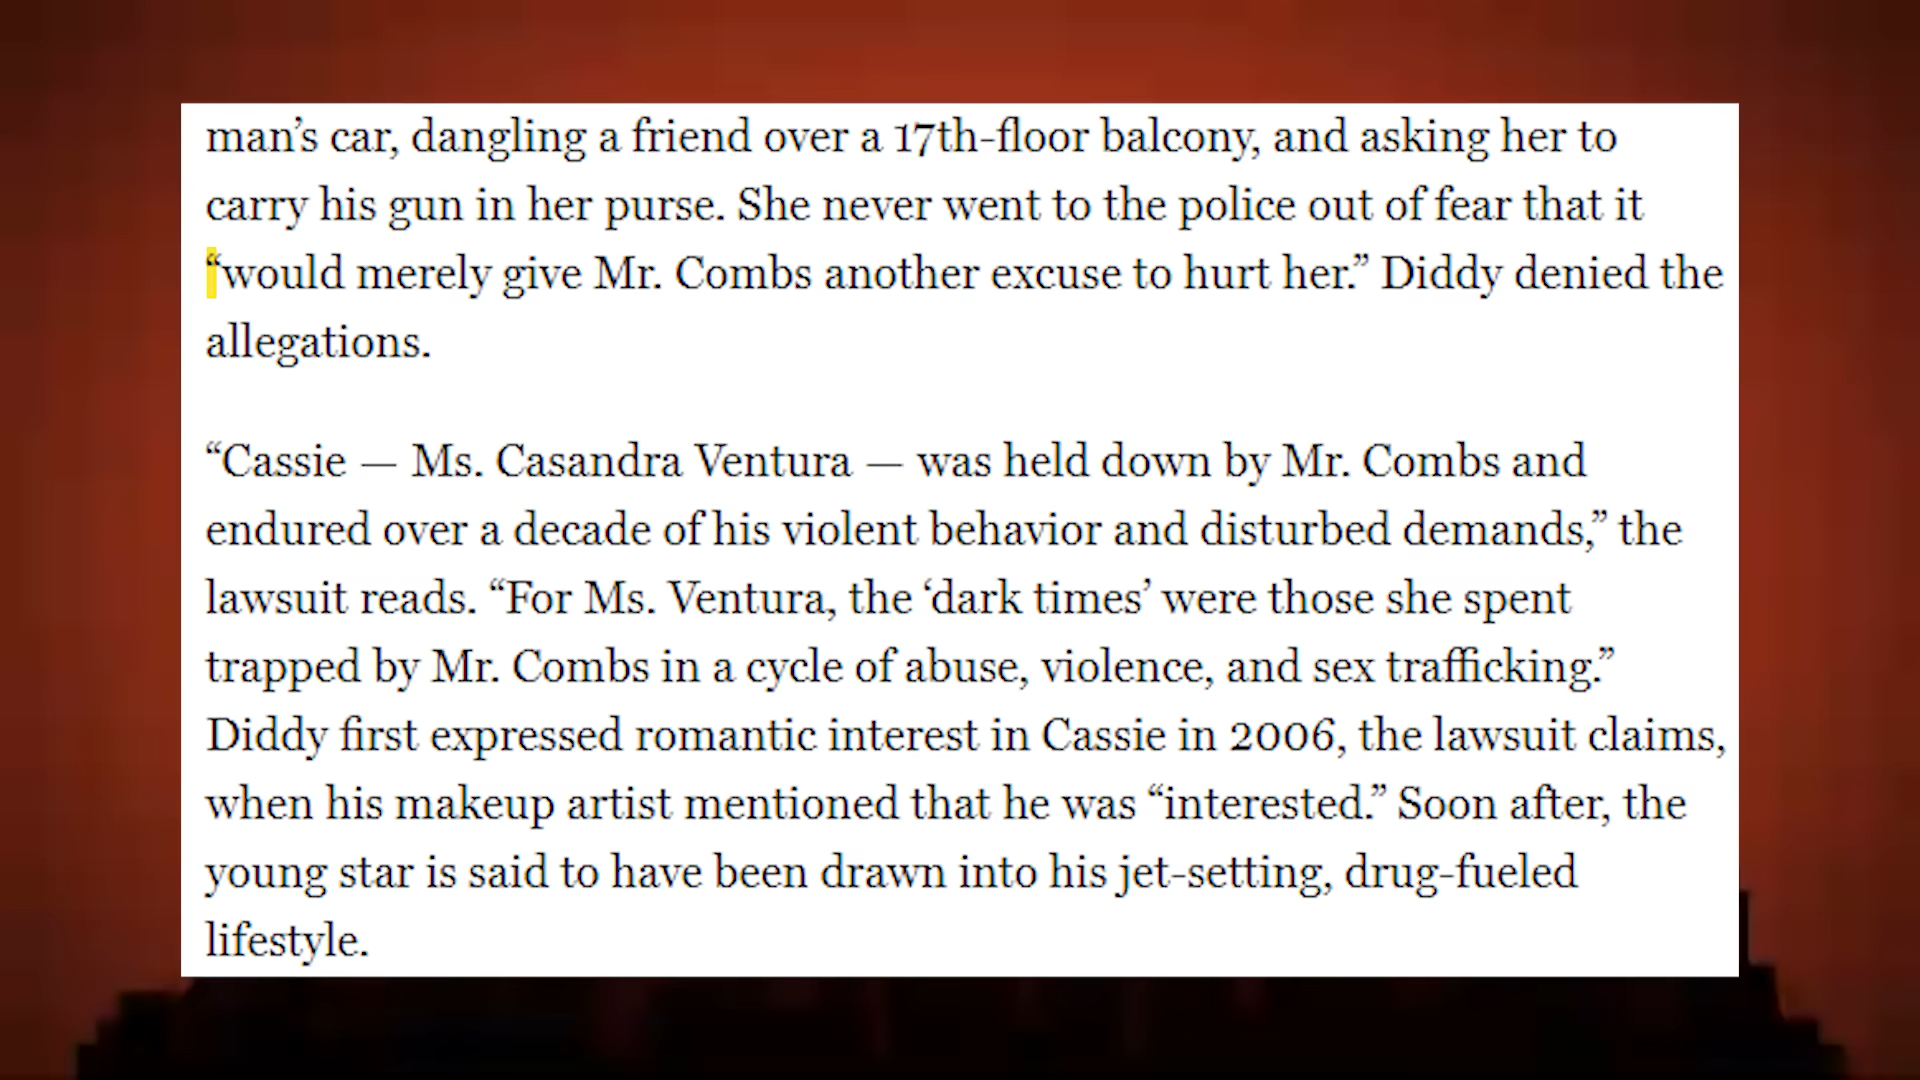 man’s car, dangling a friend over a 17th-floor balcony, and asking her to
carry his gun in her purse. She never went to the police out of fear that it
“would merely give Mr. Combs another excuse to hurt her.” Diddy denied the
allegations.
“Cassie — Ms. Casandra Ventura — was held down by Mr. Combs and
endured over a decade of his violent behavior and disturbed demands,” the
lawsuit reads. “For Ms. Ventura, the ‘dark times’ were those she spent
trapped by Mr. Combs in a cycle of abuse, violence, and sex trafficking.”
Diddy first expressed romantic interest in Cassie in 2006, the lawsuit claims,
when his makeup artist mentioned that he was “interested.” Soon after, the
young star is said to have been drawn into his jet-setting, drug-fueled
lifestyle.